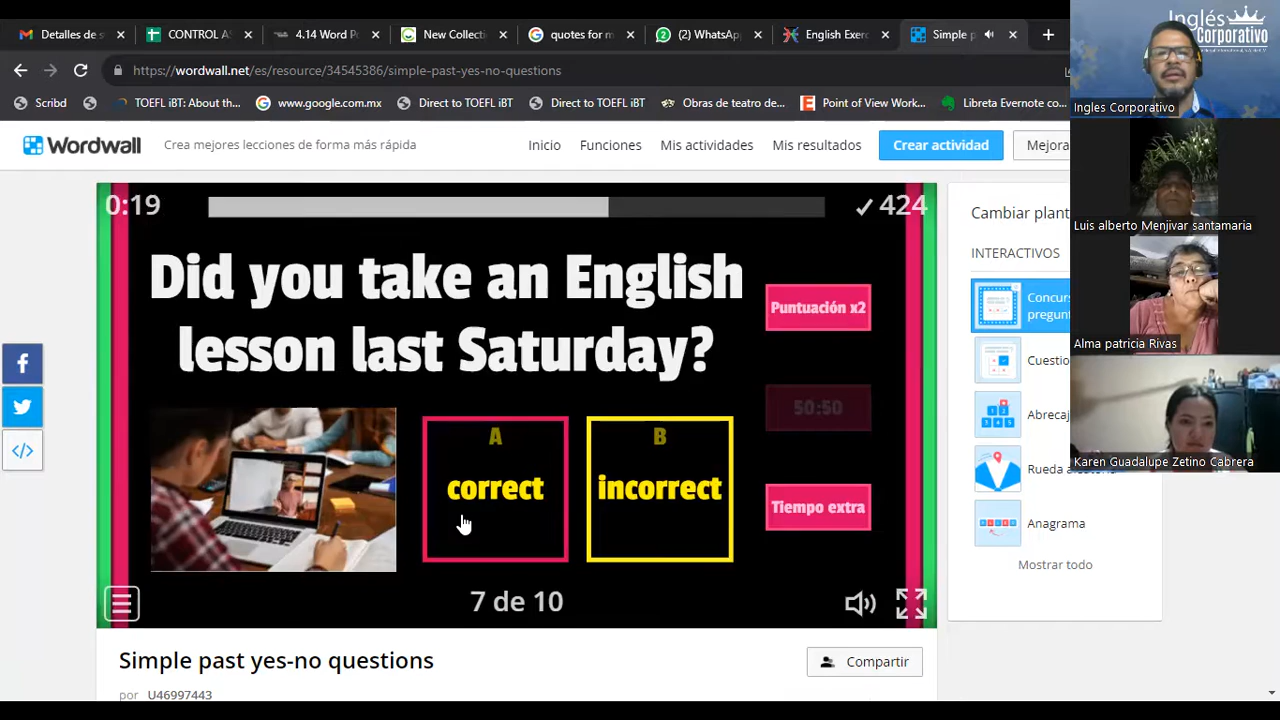 Detalles de s
CONTROL AS
4.14 Word P
New Collecti
quotes for m
(2) WhatsAp
English Exer
Simple p
https://wordwall.net/es/resource/34545386/simple-past-yes-no-questions
Scribd
TOEFL iBT: About th...
www.google.com.mx
Direct to TOEFL iBT
Direct to TOEFL iBT
Obras de teatro de...
Point of View Work...
Libreta Evernote co...
Wordwall
Crea mejores lecciones de forma más rápida
Inicio
Funciones
Mis actividades
Mis resultados
Crear actividad
Mejora
0:19
✓ 424
Did you take an English
lesson last Saturday?
Puntuación x2
50:50
Tiempo extra
A
correct
B
incorrect
7 de 10
Simple past yes-no questions
Compartir
por U46997443
Cambiar plant
INTERACTIVOS
Concurs
pregunt
Cuestio
Abrecaj
Rueda aleatoria
Anagrama
Mostrar todo
Inglés
Corporativo
Ingles Corporativo
Luis alberto Menjivar santamaria
Alma patricia Rivas
Karen Guadalupe Zetino Cabrera